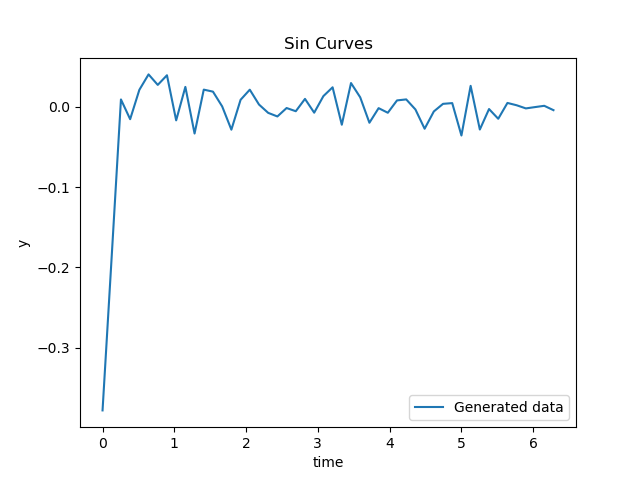 Sin Curves
y
0.0
−0.1
−0.2
−0.3
0 1 2 3 4 5 6
time
Generated data